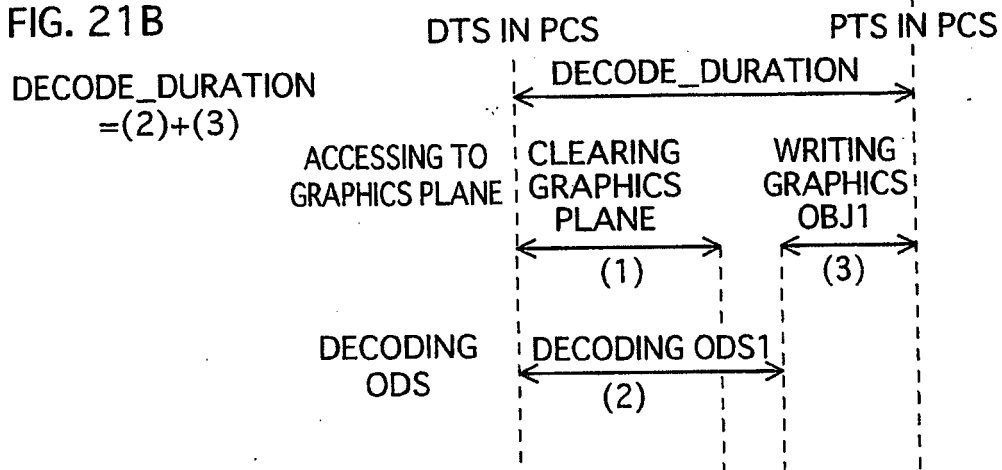 FIG. 21B
DTS IN PCS
PTS IN PCS
DECODE_DURATION
=(2)+(3)
DECODE_DURATION
ACCESSING TO
GRAPHICS PLANE
CLEARING
GRAPHICS
PLANE
(1)
WRITING
GRAPHICS
OBJ1
(3)
DECODING
ODS
DECODING ODS1
(2)